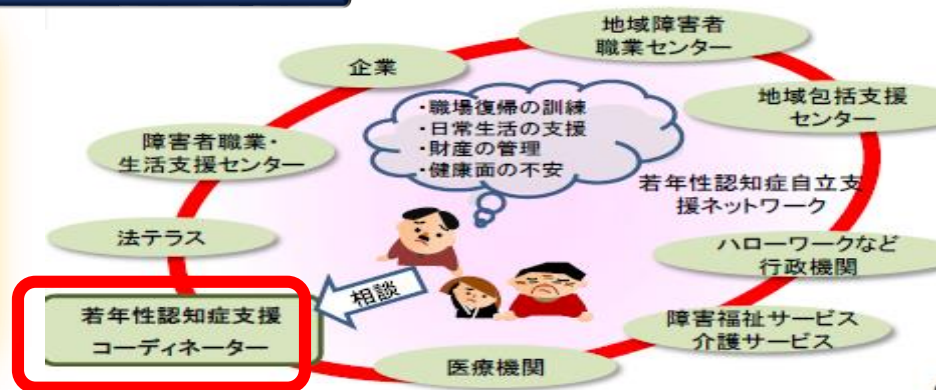 地域障害者
職業センター
企業
・職場復帰の訓練
・日常生活の支援
・財産の管理
・健康面の不安
地域包括支援
センター
障害者職業・
生活支援センター
若年性認知症自立支
援ネットワーク
法テラス
ハローワークなど
行政機関
相談
若年性認知症支援
コーディネーター
障害福祉サービス
介護サービス
医療機関